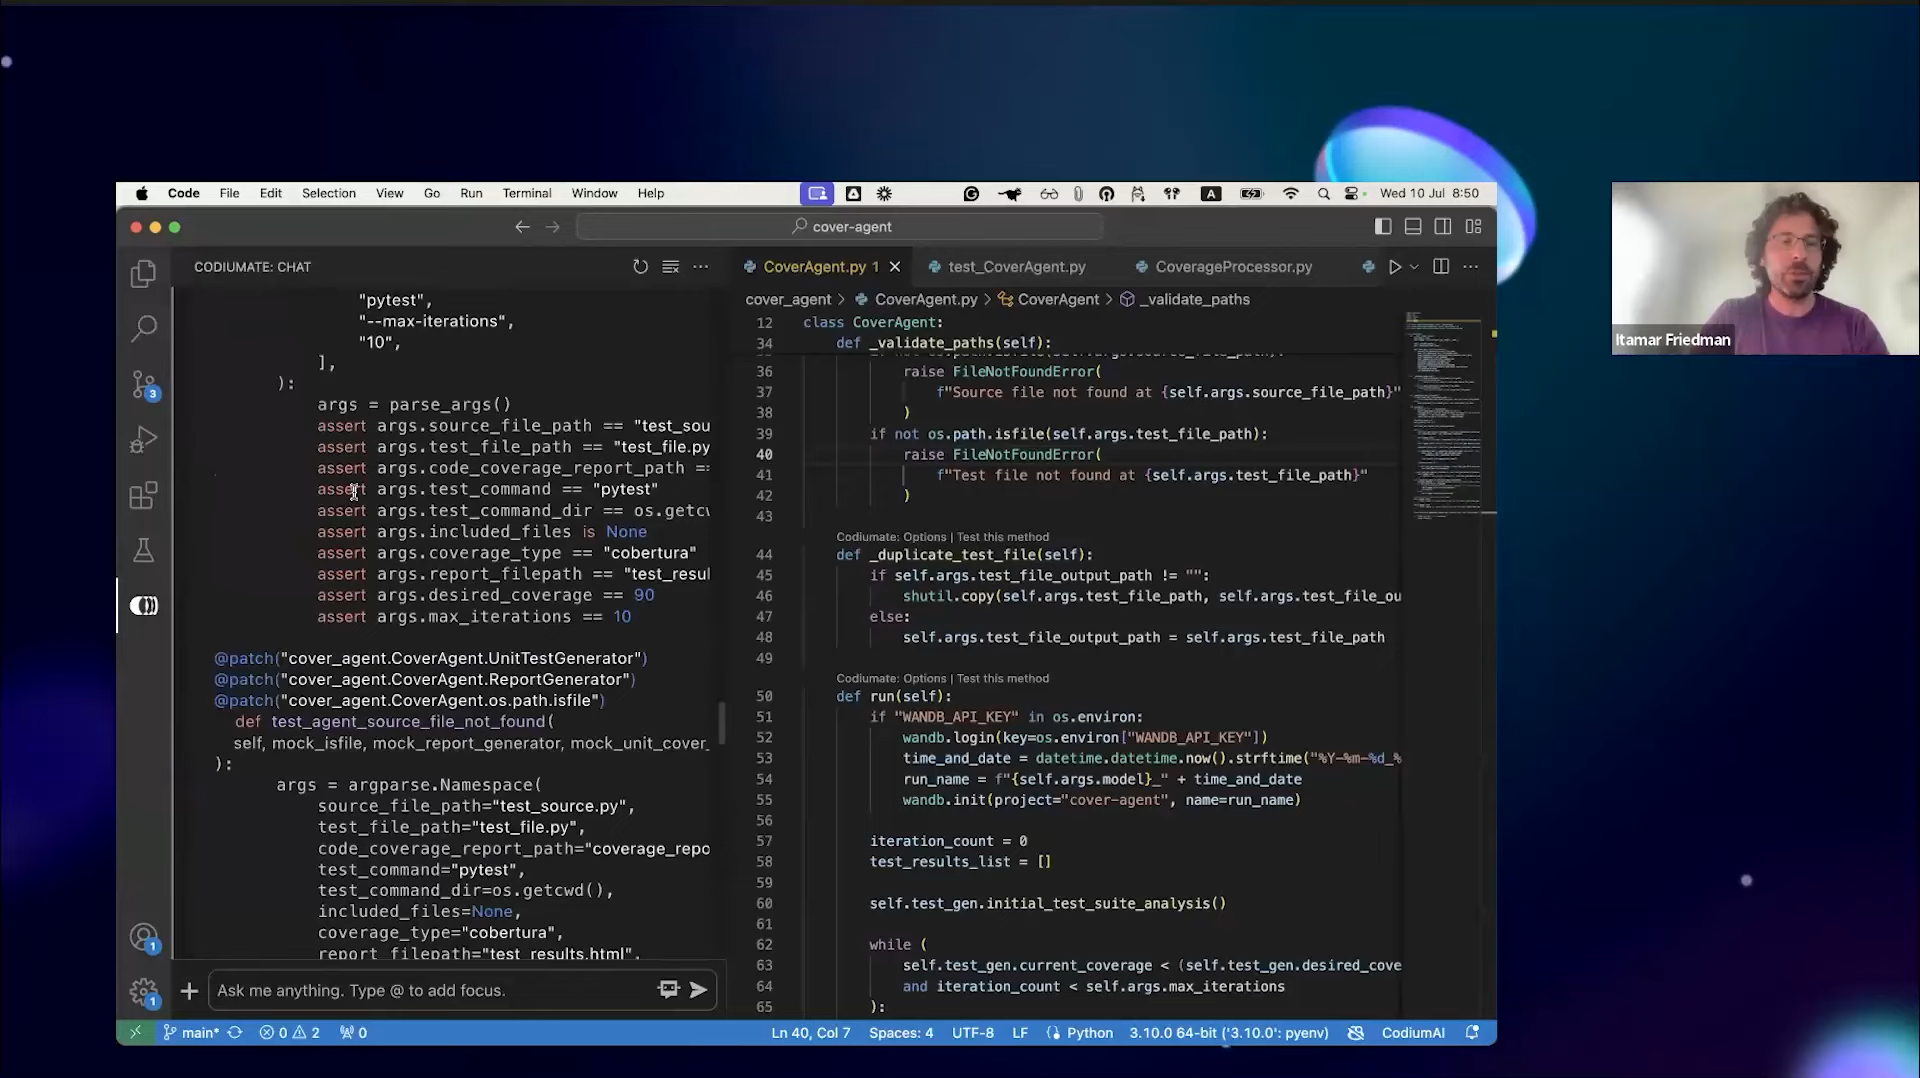 Code File Edit Selection View Go Run Terminal Window Help
A
Wed 10 Jul 8:50
cover-agent
CODIUMATE: CHAT
"pytest",
"--max-iterations",
"10",
],
):
args = parse_args()
assert args.source_file_path == "test_sou
assert args.test_file_path == "test_file.py
assert args.code_coverage_report_path ==
assert args.test_command == "pytest"
assert args.test_command_dir == os.getcw
assert args.included_files is None
assert args.coverage_type == "cobertura"
assert args.report_filepath == "test_resul
assert args.desired_coverage == 90
assert args.max_iterations == 10
@patch("cover_agent.CoverAgent.UnitTestGenerator")
@patch("cover_agent.CoverAgent.ReportGenerator")
@patch("cover_agent.CoverAgent.os.path.isfile")
def test_agent_source_file_not_found(
self, mock_isfile, mock_report_generator, mock_unit_cover_
):
args = argparse.Namespace(
source_file_path="test_source.py",
test_file_path="test_file.py",
code_coverage_report_path="coverage_repo
test_command="pytest",
test_command_dir=os.getcwd(),
included_files=None,
coverage_type="cobertura",
report_filepath="test_results.html",
Ask me anything. Type @ to add focus.
3
1
1
CoverAgent.py 1
test_CoverAgent.py
CoverageProcessor.py
cover_agent > CoverAgent.py > CoverAgent > _validate_paths
12 class CoverAgent:
34 def _validate_paths(self):
36 raise FileNotFoundError(
37 f"Source file not found at {self.args.source_file_path}"
38 )
39 if not os.path.isfile(self.args.test_file_path):
40 raise FileNotFoundError(
41 f"Test file not found at {self.args.test_file_path}"
42 )
43
Codiumate: Options | Test this method
44 def _duplicate_test_file(self):
45 if self.args.test_file_output_path != "":
46 shutil.copy(self.args.test_file_path, self.args.test_file_ou
47 else:
48 self.args.test_file_output_path = self.args.test_file_path
49
Codiumate: Options | Test this method
50 def run(self):
51 if "WANDB_API_KEY" in os.environ:
52 wandb.login(key=os.environ["WANDB_API_KEY"])
53 time_and_date = datetime.datetime.now().strftime("%Y-%m-%d_%
54 run_name = f"{self.args.model}_" + time_and_date
55 wandb.init(project="cover-agent", name=run_name)
56
57 iteration_count = 0
58 test_results_list = []
59
60 self.test_gen.initial_test_suite_analysis()
61
62 while (
63 self.test_gen.current_coverage < (self.test_gen.desired_cove
64 and iteration_count < self.args.max_iterations
65 ):
main* 0 2 0
Ln 40, Col 7 Spaces: 4 UTF-8 LF Python 3.10.0 64-bit ('3.10.0': pyenv) CodiumAI
Itamar Friedman